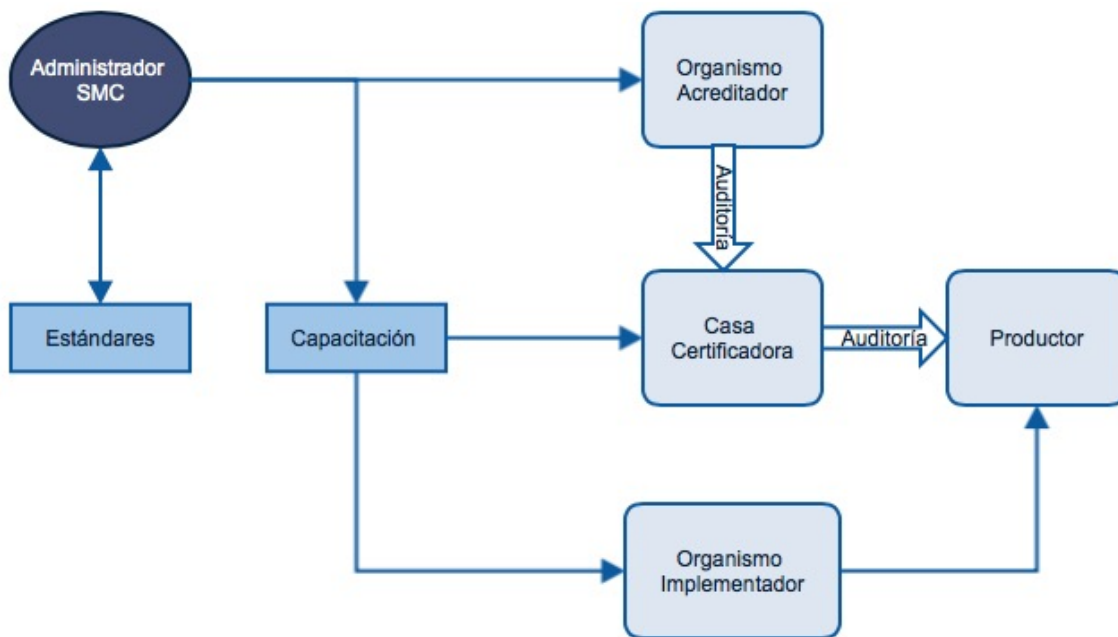 Administrador
SMC
Organismo
Acreditador
Auditoría
Estándares
Capacitación
Casa
Certificadora
Auditoría
Productor
Organismo
Implementador